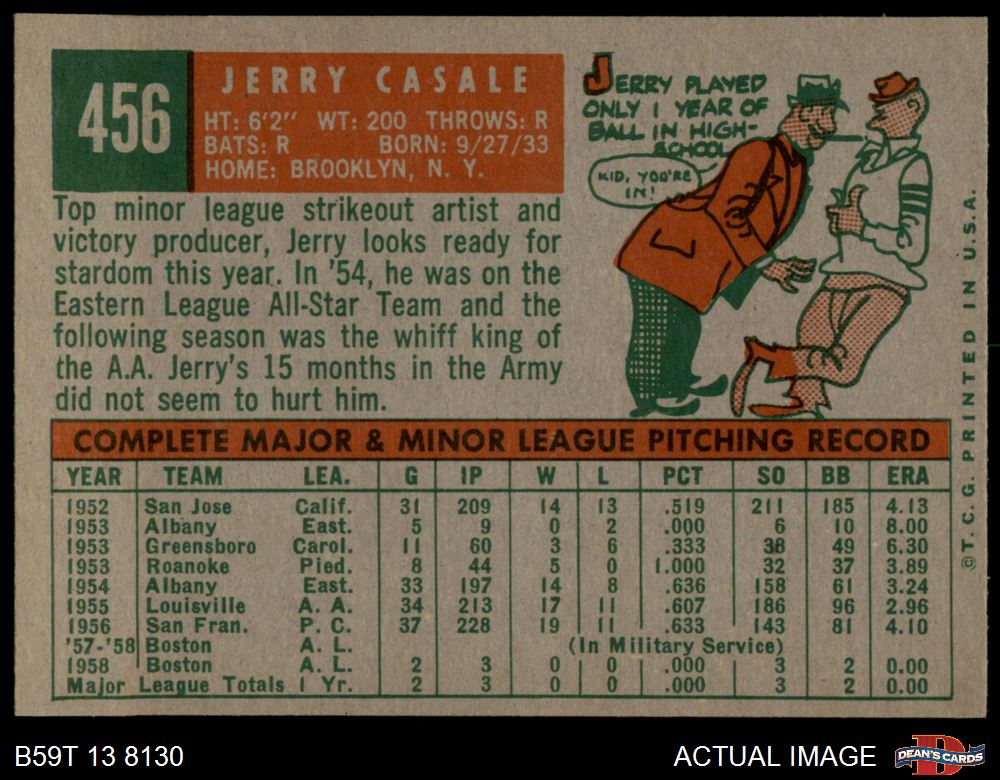 456
JERRY CASALE
HT: 6'2" WT: 200 THROWS: R
BATS: R BORN: 9/27/33
HOME: BROOKLYN, N. Y.
Top minor league strikeout artist and
victory producer, Jerry looks ready for
stardom this year. In '54, he was on the
Eastern League All-Star Team and the
following season was the whiff king of
the A.A. Jerry's 15 months in the Army
did not seem to hurt him.
JERRY PLAYED
ONLY 1 YEAR OF
BALL IN HIGH-
SCHOOL
KID, YOU'RE
IN!
COMPLETE MAJOR & MINOR LEAGUE PITCHING RECORD
YEAR TEAM LEA. G IP W L PCT SO BB ERA
1952 San Jose Calif. 31 209 14 13 .519 211 185 4.13
1953 Albany East. 5 9 0 2 .000 6 10 8.00
1953 Greensboro Carol. 11 60 3 6 .333 38 49 6.30
1953 Roanoke Pied. 8 44 5 0 1.000 32 37 3.89
1954 Albany East. 33 197 14 8 .636 158 61 3.24
1955 Louisville A. A. 34 213 17 11 .607 186 96 2.96
1956 San Fran. P. C. 37 228 19 11 .633 143 81 4.10
'57-'58 Boston A. L. (In Military Service)
1958 Boston A. L. 2 3 0 0 .000 3 2 0.00
Major League Totals 1 Yr. 2 3 0 0 .000 3 2 0.00
©T.C.G. PRINTED IN U.S.A.
B59T 13 8130
ACTUAL IMAGE
D
DEAN'S CARDS